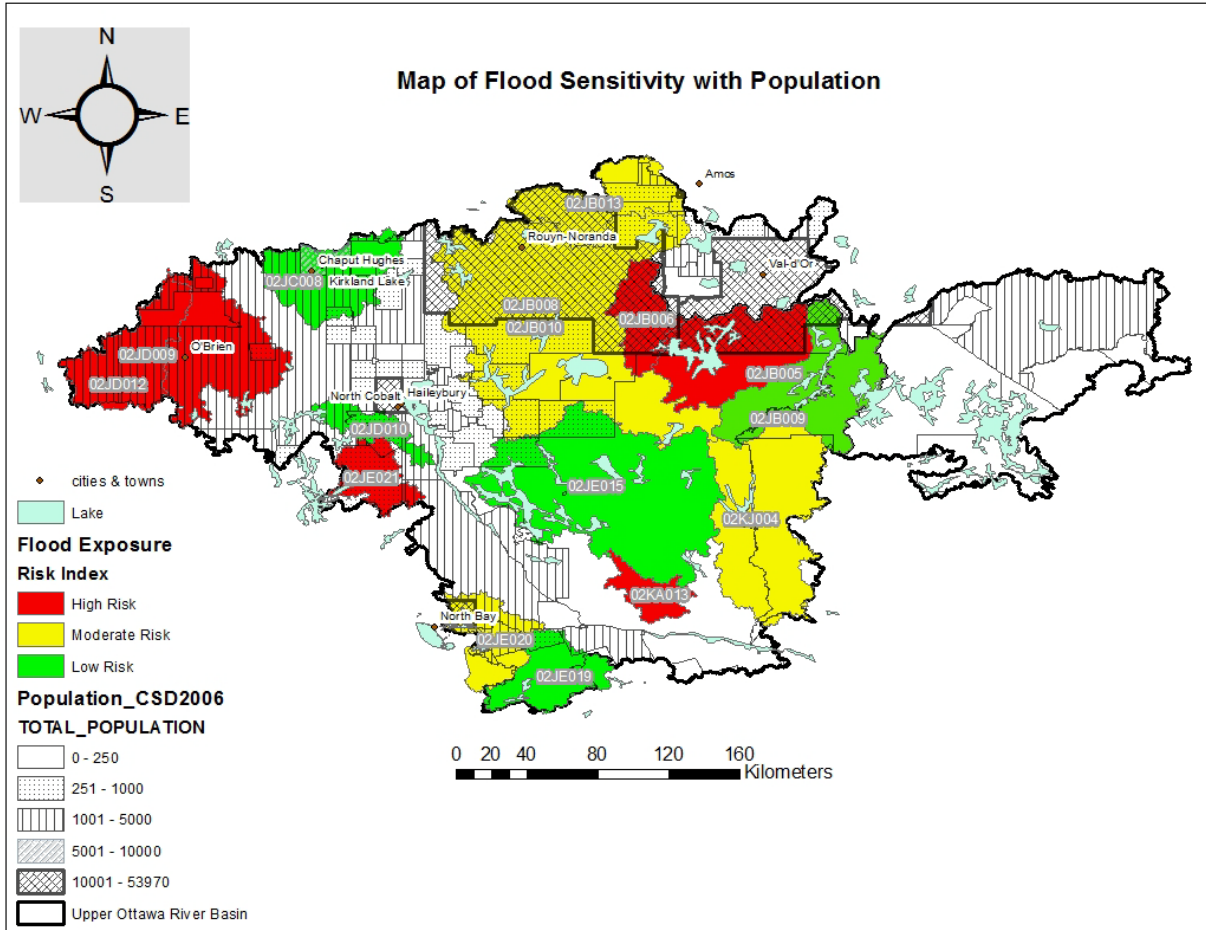 N
W
E
S
Map of Flood Sensitivity with Population
Amos
02JB013
Rouyn-Noranda
Chaput Hughes
Val-d'Or
02JC008
Kirkland Lake
02JB008
02JB006
02JB010
O'Brien
02JD009
02JB005
02JD012
North Cobalt
Haileybury
02JB009
02JD010
02JE021
02JE015
02KJ004
02KA013
North Bay
02JE020
02JE019
cities & towns
Lake
Flood Exposure
Risk Index
High Risk
Moderate Risk
Low Risk
Population_CSD2006
TOTAL_POPULATION
0 - 250
251 - 1000
1001 - 5000
5001 - 10000
10001 - 53970
Upper Ottawa River Basin
0 20 40 80 120 160
Kilometers